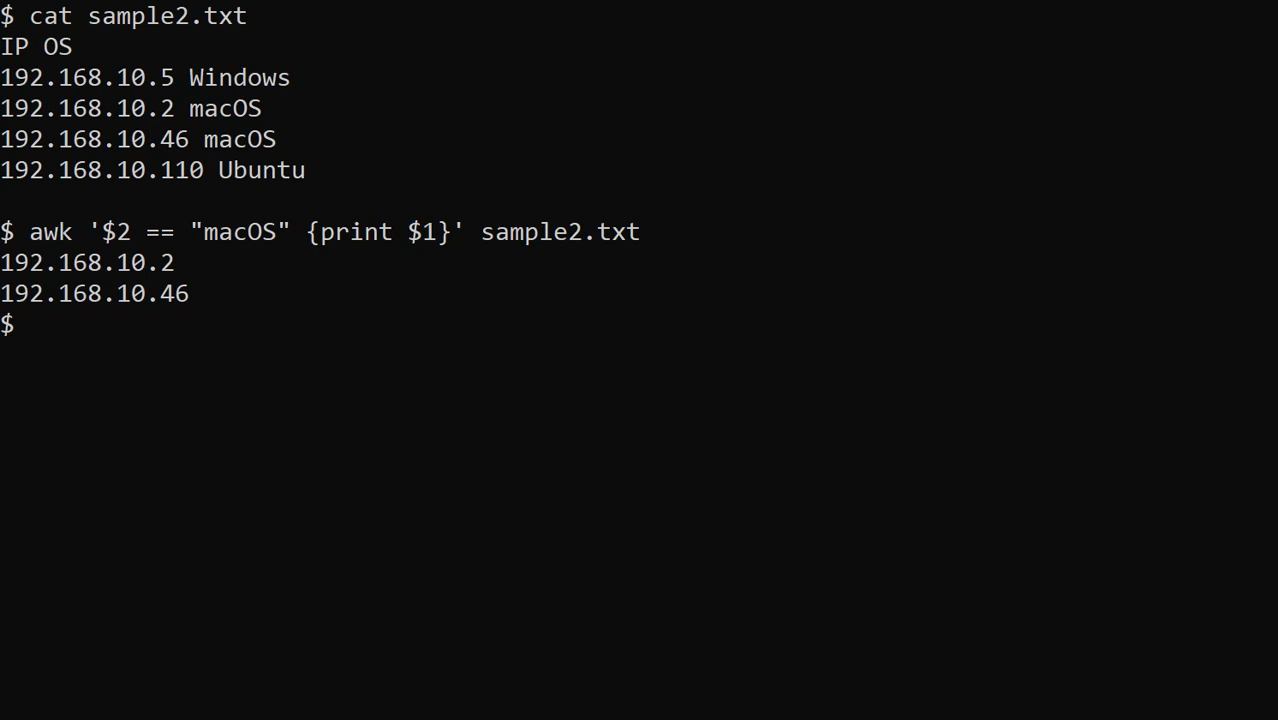 $ cat sample2.txt
IP OS
192.168.10.5 Windows
192.168.10.2 macOS
192.168.10.46 macOS
192.168.10.110 Ubuntu

$ awk '$2 == "macOS" {print $1}' sample2.txt
192.168.10.2
192.168.10.46
$